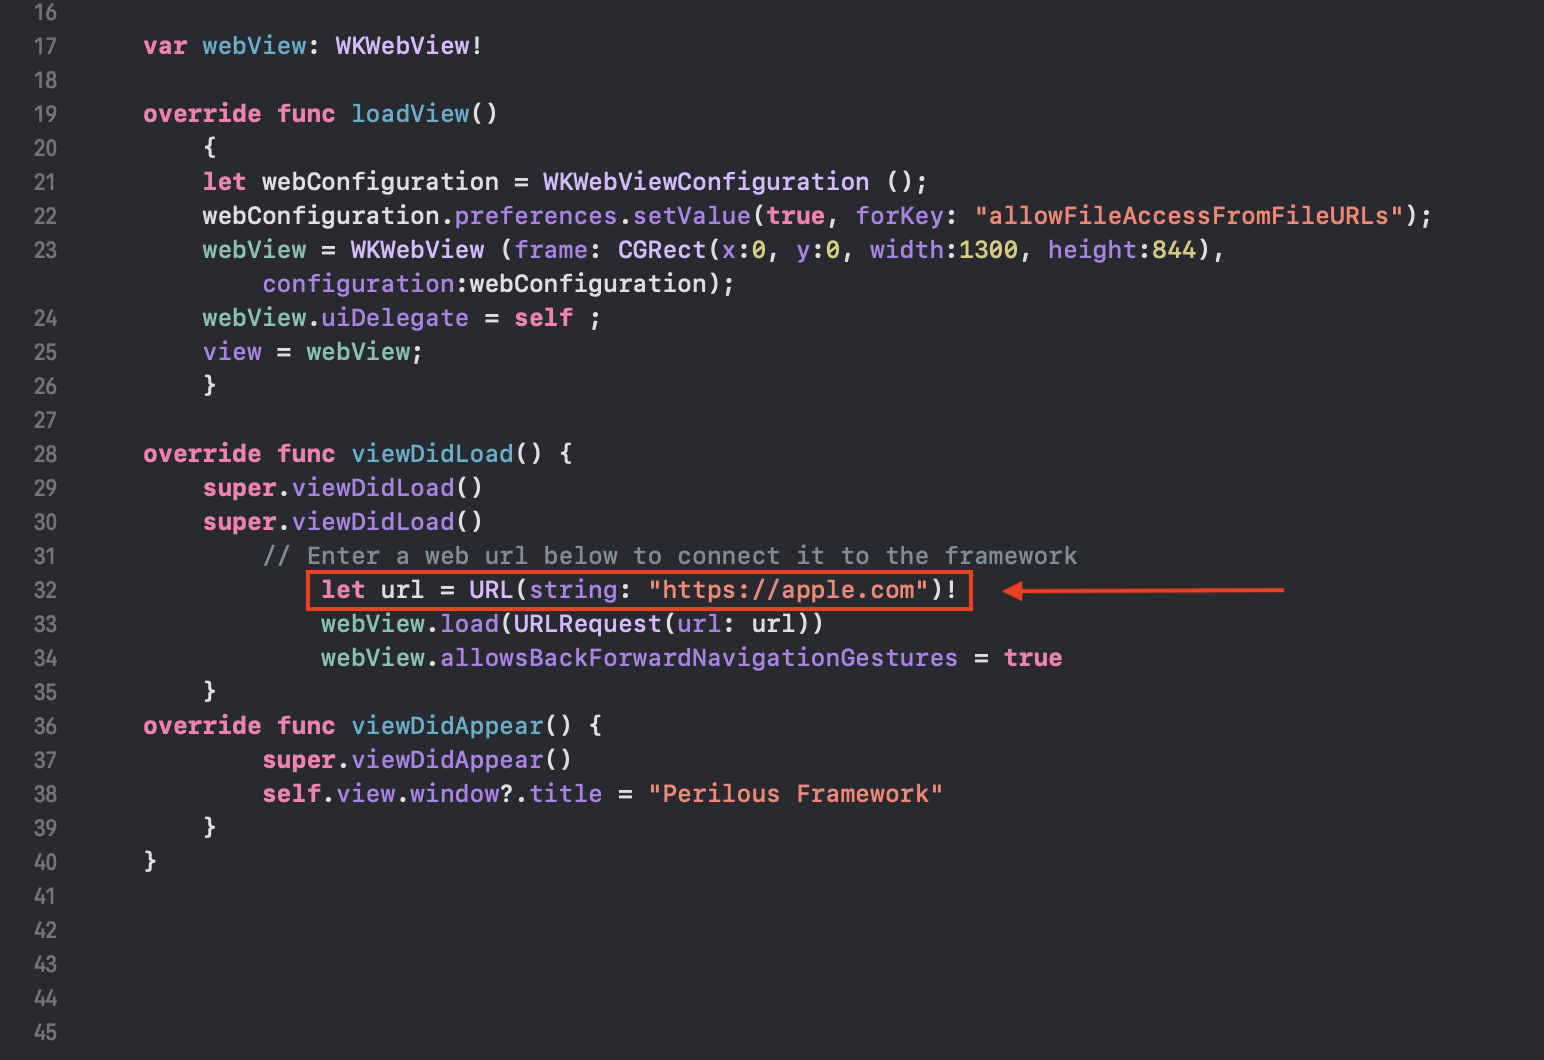 16
17 var webView: WKWebView!
18
19 override func loadView()
20 {
21 let webConfiguration = WKWebViewConfiguration ();
22 webConfiguration.preferences.setValue(true, forKey: "allowFileAccessFromFileURLs");
23 webView = WKWebView (frame: CGRect(x:0, y:0, width:1300, height:844),
configuration:webConfiguration);
24 webView.uiDelegate = self ;
25 view = webView;
26 }
27
28 override func viewDidLoad() {
29 super.viewDidLoad()
30 super.viewDidLoad()
31 // Enter a web url below to connect it to the framework
32 let url = URL(string: "https://apple.com")!
33 webView.load(URLRequest(url: url))
34 webView.allowsBackForwardNavigationGestures = true
35 }
36 override func viewDidAppear() {
37 super.viewDidAppear()
38 self.view.window?.title = "Perilous Framework"
39 }
40 }
41
42
43
44
45